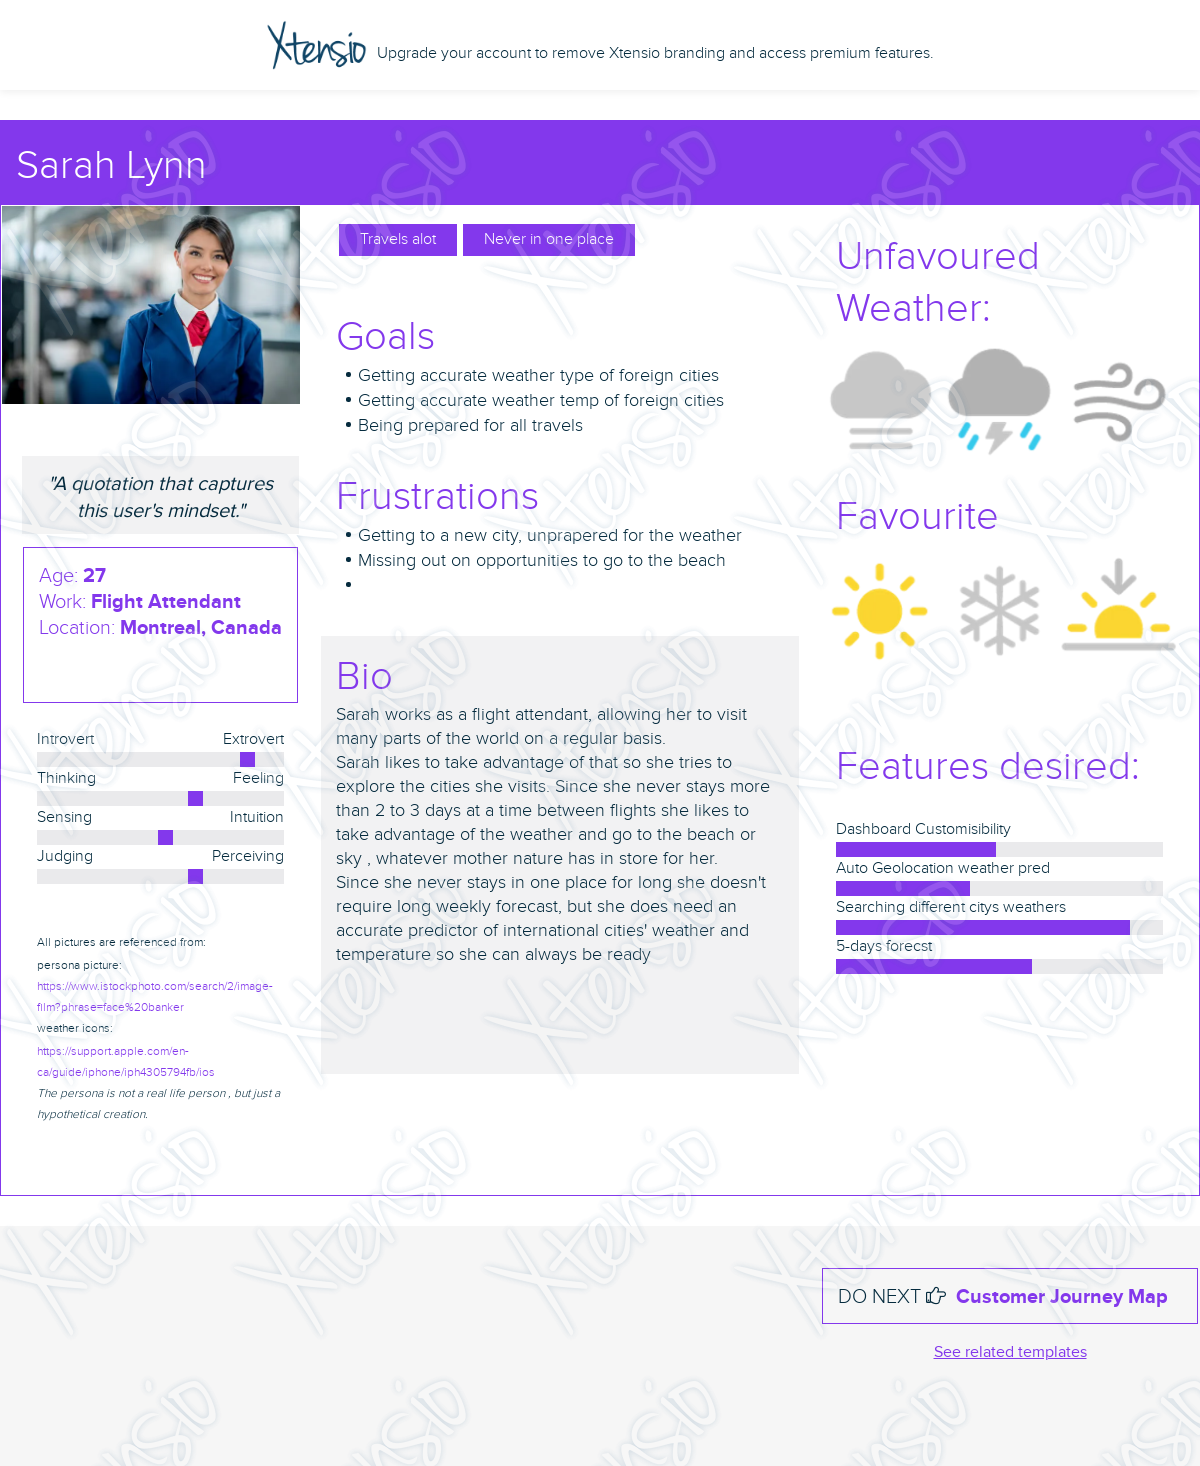 Xtensio Upgrade your account to remove Xtensio branding and access premium features.
Sarah Lynn
Travels alot
Never in one place
Goals
• Getting accurate weather type of foreign cities
• Getting accurate weather temp of foreign cities
• Being prepared for all travels
Frustrations
• Getting to a new city, unprapered for the weather
• Missing out on opportunities to go to the beach
•
"A quotation that captures
this user's mindset."
Age: 27
Work: Flight Attendant
Location: Montreal, Canada
Introvert Extrovert
Thinking Feeling
Sensing Intuition
Judging Perceiving
All pictures are referenced from:
persona picture:
https://www.istockphoto.com/search/2/image-
film?phrase=face%20banker
weather icons:
https://support.apple.com/en-
ca/guide/iphone/iph4305794fb/ios
The persona is not a real life person , but just a
hypothetical creation.
Bio
Sarah works as a flight attendant, allowing her to visit
many parts of the world on a regular basis.
Sarah likes to take advantage of that so she tries to
explore the cities she visits. Since she never stays more
than 2 to 3 days at a time between flights she likes to
take advantage of the weather and go to the beach or
sky , whatever mother nature has in store for her.
Since she never stays in one place for long she doesn't
require long weekly forecast, but she does need an
accurate predictor of international cities' weather and
temperature so she can always be ready
Unfavoured
Weather:
Favourite
Features desired:
Dashboard Customisibility
Auto Geolocation weather pred
Searching different citys weathers
5-days forecst
DO NEXT Customer Journey Map
See related templates